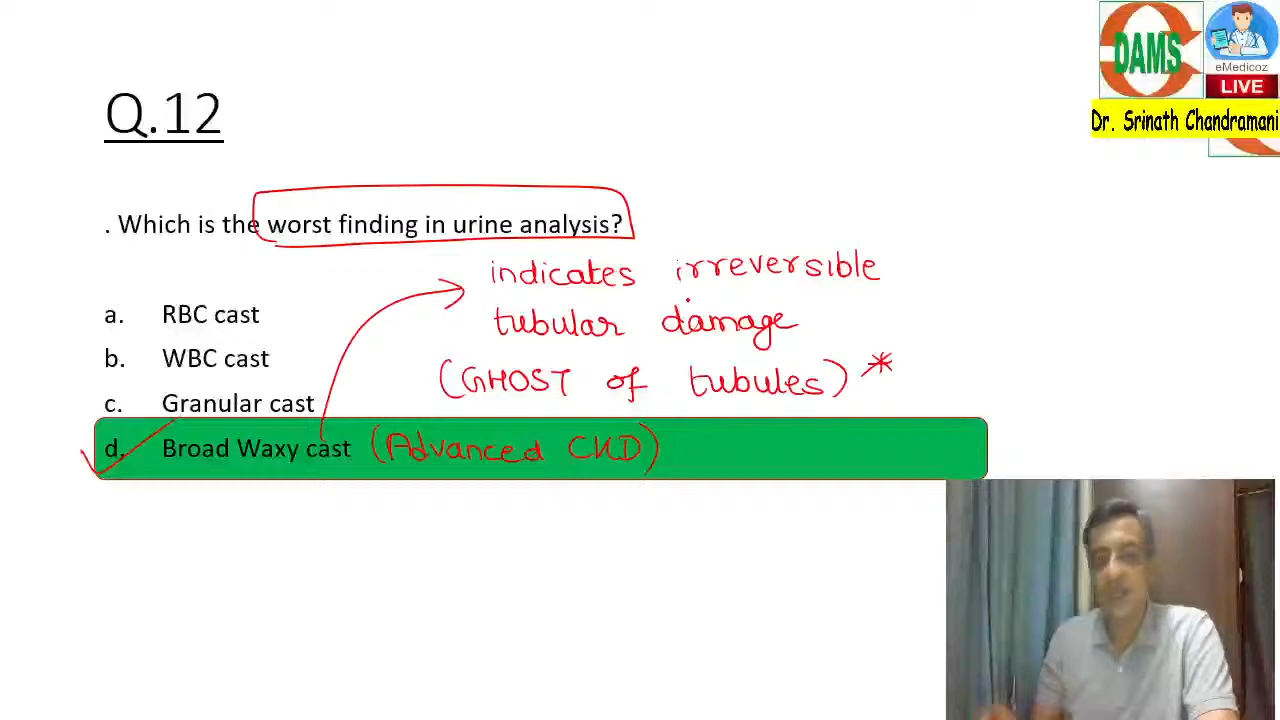 DAMS
eMedicoz
LIVE
Dr. Srinath Chandramani
Q.12
. Which is the worst finding in urine analysis?
indicates irreversible
tubular damage
(GHOST of tubules) *
a. RBC cast
b. WBC cast
c. Granular cast
d. Broad Waxy cast (Advanced CKD)